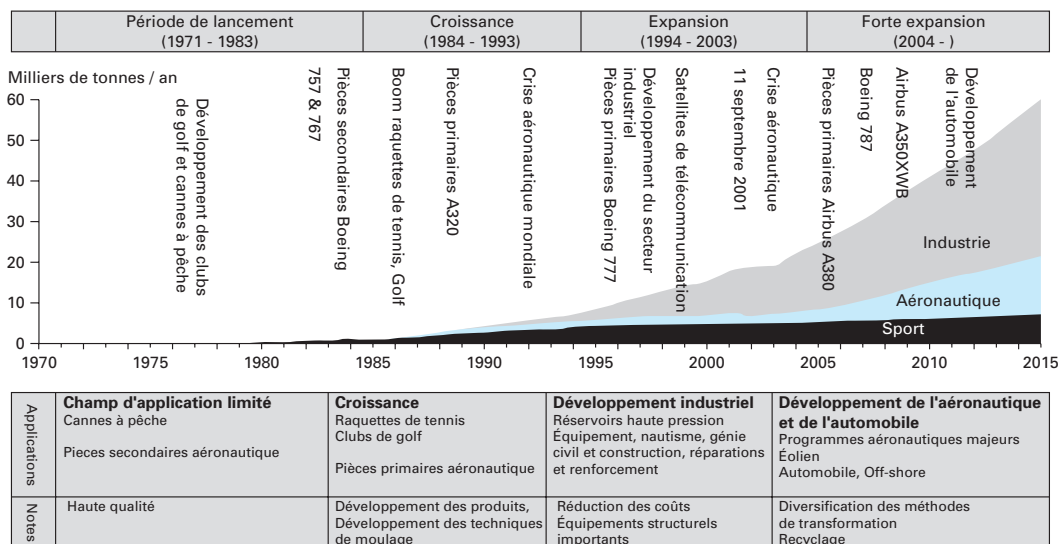 Période de lancement
(1971 - 1983)
Croissance
(1984 - 1993)
Expansion
(1994 - 2003)
Forte expansion
(2004 - )
Milliers de tonnes / an
60
50
40
30
20
10
0
Développement des clubs
de golf et cannes à pêche
757 & 767
Pièces secondaires Boeing
Boom raquettes de tennis, Golf
Pièces primaires A320
Crise aéronautique mondiale
Pièces primaires Boeing 777
Développement du secteur
industriel
Satellites de télécommunication
11 septembre 2001
Crise aéronautique
Pièces primaires Airbus A380
Boeing 787
Airbus A350XWB
Développement
de l'automobile
Industrie
Aéronautique
Sport
1970 1975 1980 1985 1990 1995 2000 2005 2010 2015
Applications
Champ d'application limité
Cannes à pêche
Pieces secondaires aéronautique
Croissance
Raquettes de tennis
Clubs de golf
Pièces primaires aéronautique
Développement industriel
Réservoirs haute pression
Équipement, nautisme, génie
civil et construction, réparations
et renforcement
Développement de l'aéronautique
et de l'automobile
Programmes aéronautiques majeurs
Éolien
Automobile, Off-shore
Notes
Haute qualité
Développement des produits,
Développement des techniques
de moulage
Réduction des coûts
Équipements structurels
importants
Diversification des méthodes
de transformation
Recyclage